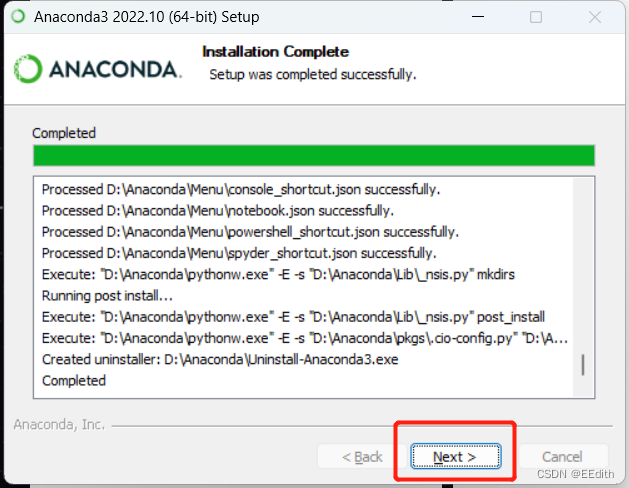 Anaconda3 2022.10 (64-bit) Setup
ANACONDA.
Installation Complete
Setup was completed successfully.
Completed
Processed D:\Anaconda\Menu\console_shortcut.json successfully.
Processed D:\Anaconda\Menu\notebook.json successfully.
Processed D:\Anaconda\Menu\powershell_shortcut.json successfully.
Processed D:\Anaconda\Menu\spyder_shortcut.json successfully.
Execute: "D:\Anaconda\pythonw.exe" -E -s "D:\Anaconda\Lib\_nsis.py" mkdirs
Running post install...
Execute: "D:\Anaconda\pythonw.exe" -E -s "D:\Anaconda\Lib\_nsis.py" post_install
Execute: "D:\Anaconda\pythonw.exe" -E -s "D:\Anaconda\pkgs\.cio-config.py" "D:\A...
Created uninstaller: D:\Anaconda\Uninstall-Anaconda3.exe
Completed
Anaconda, Inc.
< Back
Next >
Cancel
CSDN @EEdith